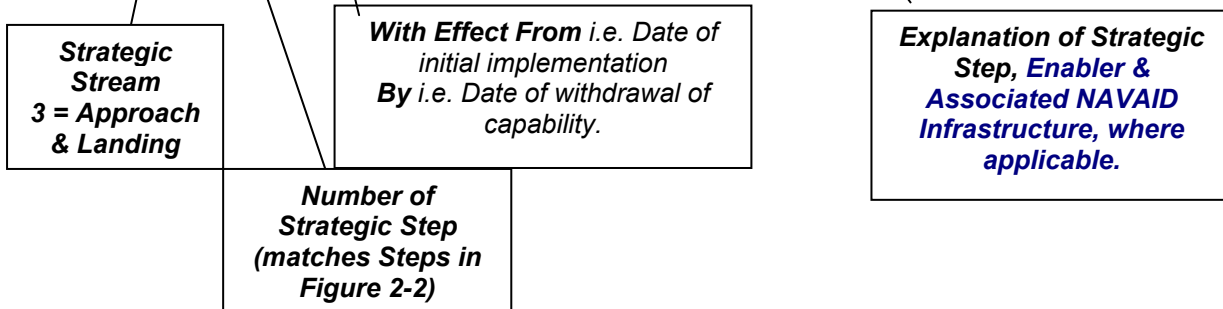 Strategic
Stream
3 = Approach
& Landing
With Effect From i.e. Date of
initial implementation
By i.e. Date of withdrawal of
capability.
Explanation of Strategic
Step, Enabler &
Associated NAVAID
Infrastructure, where
applicable.
Number of
Strategic Step
(matches Steps in
Figure 2-2)